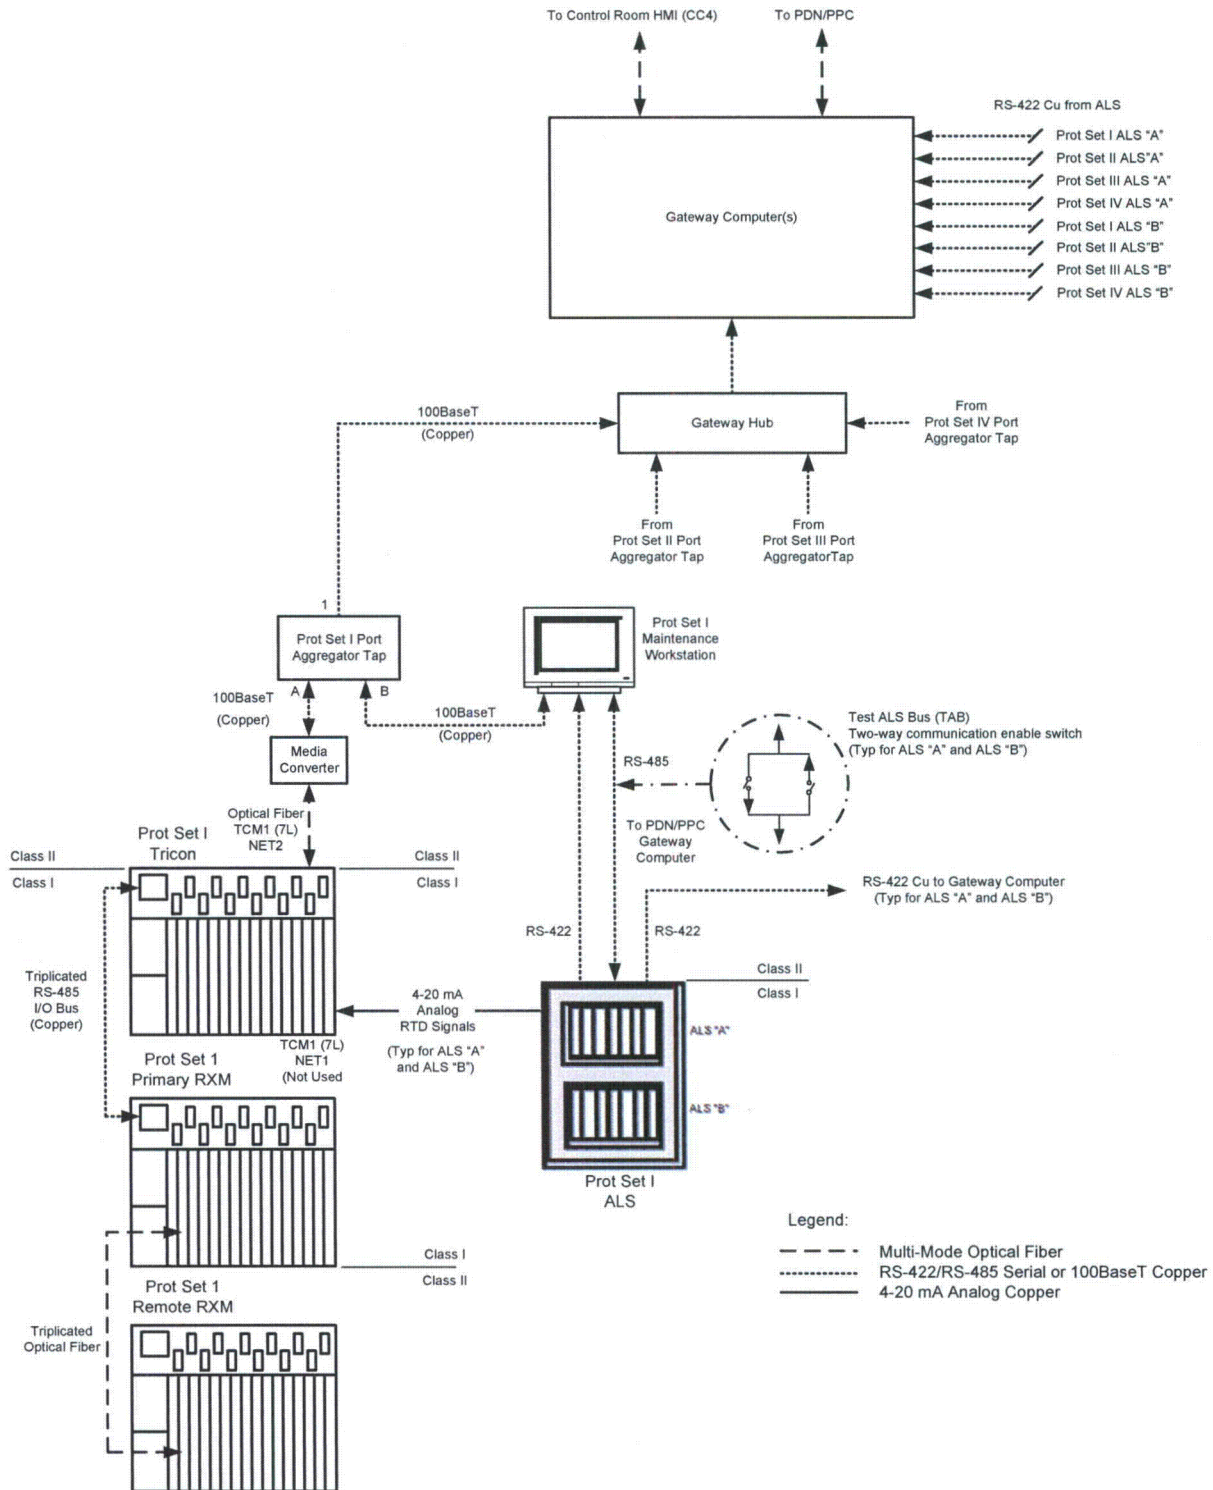 To Control Room HMI (CC4)
To PDN/PPC
RS-422 Cu from ALS
Prot Set I ALS "A"
Prot Set II ALS"A"
Prot Set III ALS "A"
Prot Set IV ALS "A"
Prot Set I ALS "B"
Prot Set II ALS"B"
Prot Set III ALS "B"
Prot Set IV ALS "B"
Gateway Computer(s)
100BaseT
(Copper)
Gateway Hub
From
Prot Set IV Port
Aggregator Tap
From
Prot Set II Port
Aggregator Tap
From
Prot Set III Port
AggregatorTap
1
Prot Set I Port
Aggregator Tap
A
B
Prot Set I
Maintenance
Workstation
100BaseT
(Copper)
100BaseT
(Copper)
Media
Converter
Test ALS Bus (TAB)
Two-way communication enable switch
(Typ for ALS "A" and ALS "B")
RS-485
Optical Fiber
TCM1 (7L)
NET2
To PDN/PPC
Gateway
Computer
Prot Set I
Tricon
Class II
Class I
Class II
Class I
RS-422 Cu to Gateway Computer
(Typ for ALS "A" and ALS "B")
RS-422
RS-422
Class II
Class I
Triplicated
RS-485
I/O Bus
(Copper)
4-20 mA
Analog
RTD Signals
(Typ for ALS "A"
and ALS "B")
TCM1 (7L)
NET1
(Not Used
ALS "A"
ALS "B"
Prot Set 1
Primary RXM
Prot Set I
ALS
Class I
Class II
Prot Set 1
Remote RXM
Triplicated
Optical Fiber
Legend:
Multi-Mode Optical Fiber
RS-422/RS-485 Serial or 100BaseT Copper
4-20 mA Analog Copper